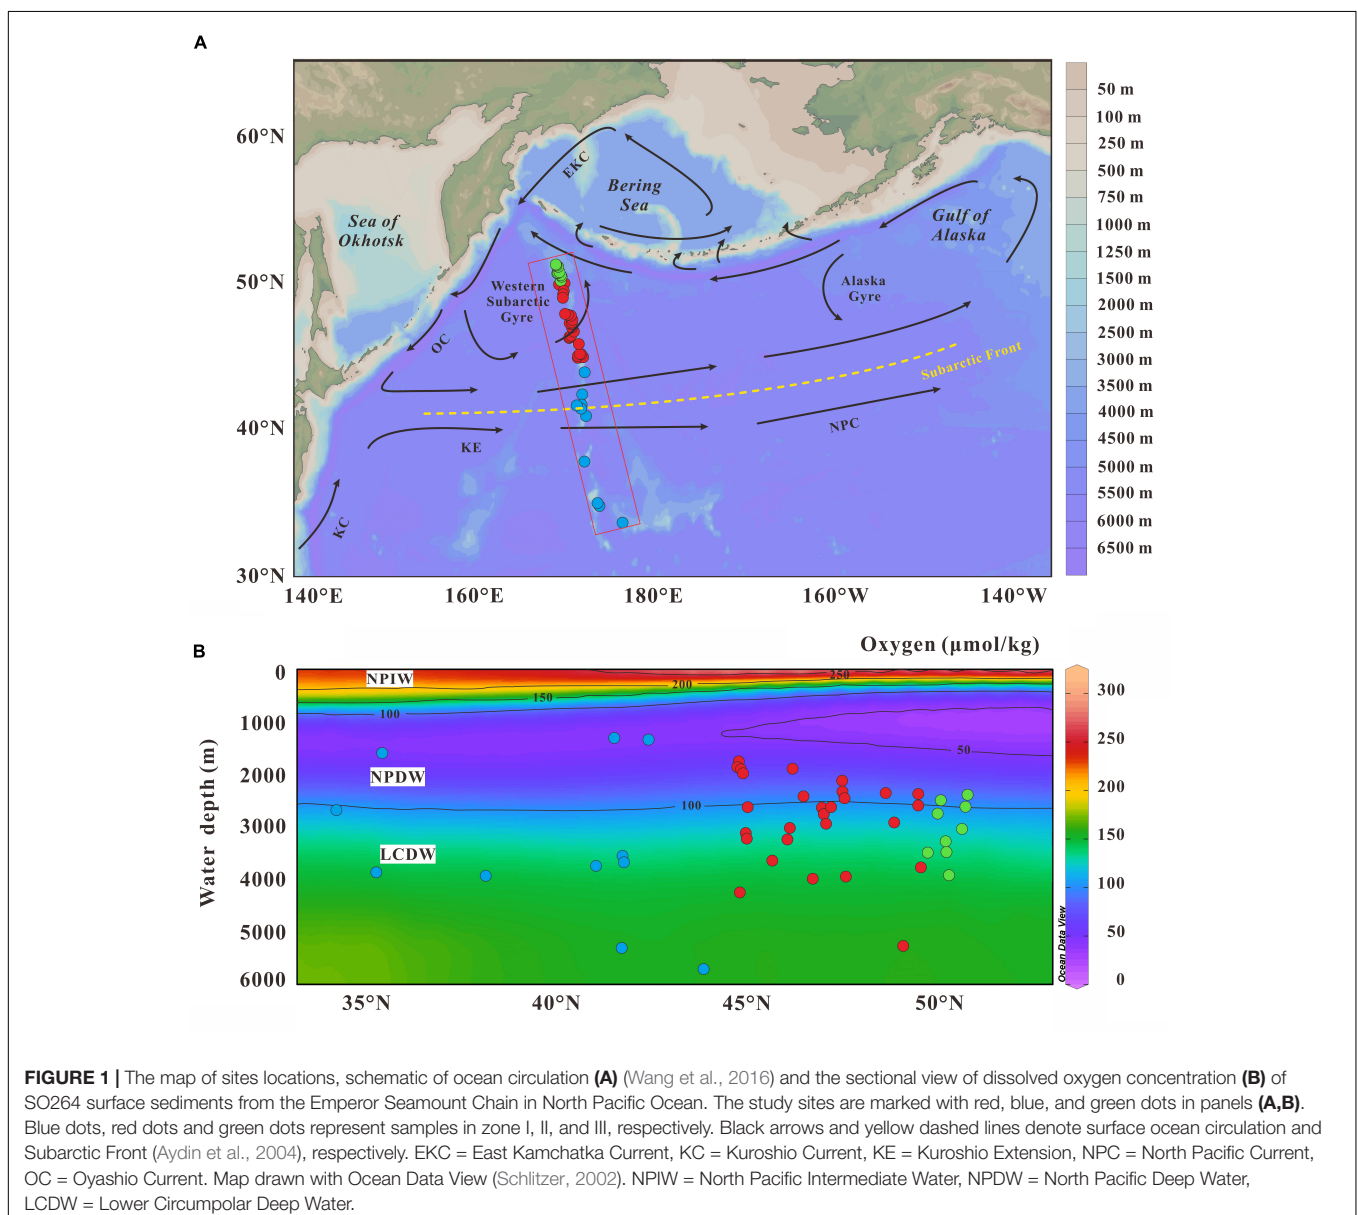 A
60°N
50°N
40°N
30°N
140°E
160°E
180°E
160°W
140°W
Sea of
Okhotsk
EKC
Bering
Sea
Gulf of
Alaska
Western
Subarctic
Gyre
Alaska
Gyre
OC
Subarctic Front
KE
NPC
KC
50 m
100 m
250 m
500 m
750 m
1000 m
1250 m
1500 m
2000 m
2500 m
3000 m
3500 m
4000 m
4500 m
5000 m
5500 m
6000 m
6500 m
B
Oxygen (μmol/kg)
Water depth (m)
0
1000
2000
3000
4000
5000
6000
NPIW
NPDW
LCDW
250
200
150
100
50
100
35°N
40°N
45°N
50°N
300
250
200
150
100
50
0
Ocean Data View
FIGURE 1 | The map of sites locations, schematic of ocean circulation (A) (Wang et al., 2016) and the sectional view of dissolved oxygen concentration (B) of
SO264 surface sediments from the Emperor Seamount Chain in North Pacific Ocean. The study sites are marked with red, blue, and green dots in panels (A,B).
Blue dots, red dots and green dots represent samples in zone I, II, and III, respectively. Black arrows and yellow dashed lines denote surface ocean circulation and
Subarctic Front (Aydin et al., 2004), respectively. EKC = East Kamchatka Current, KC = Kuroshio Current, KE = Kuroshio Extension, NPC = North Pacific Current,
OC = Oyashio Current. Map drawn with Ocean Data View (Schlitzer, 2002). NPIW = North Pacific Intermediate Water, NPDW = North Pacific Deep Water,
LCDW = Lower Circumpolar Deep Water.